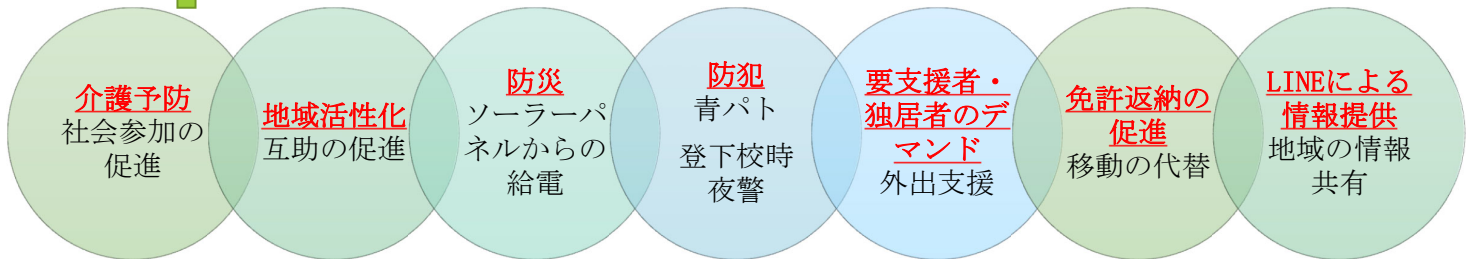 介護予防
社会参加の
促進
地域活性化
互助の促進
防災
ソーラーパ
ネルからの
給電
防犯
青パト
登下校時
夜警
要支援者・
独居者のデ
マンド
外出支援
免許返納の
促進
移動の代替
LINEによる
情報提供
地域の情報
共有